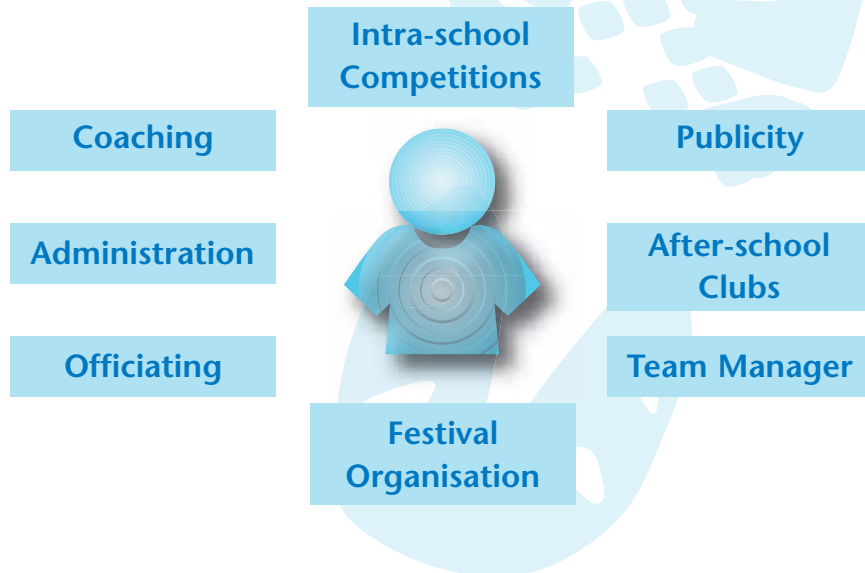 Intra-school
Competitions
Coaching
Publicity
Administration
After-school
Clubs
Officiating
Team Manager
Festival
Organisation